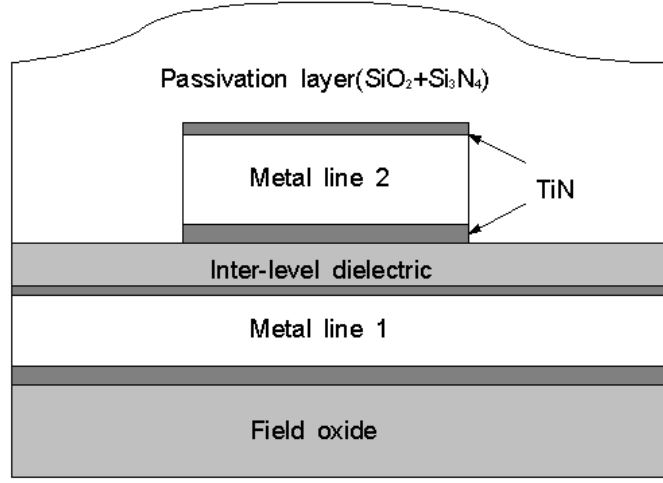 Passivation layer(SiO₂+Si₃N₄)
Metal line 2
TiN
Inter-level dielectric
Metal line 1
Field oxide